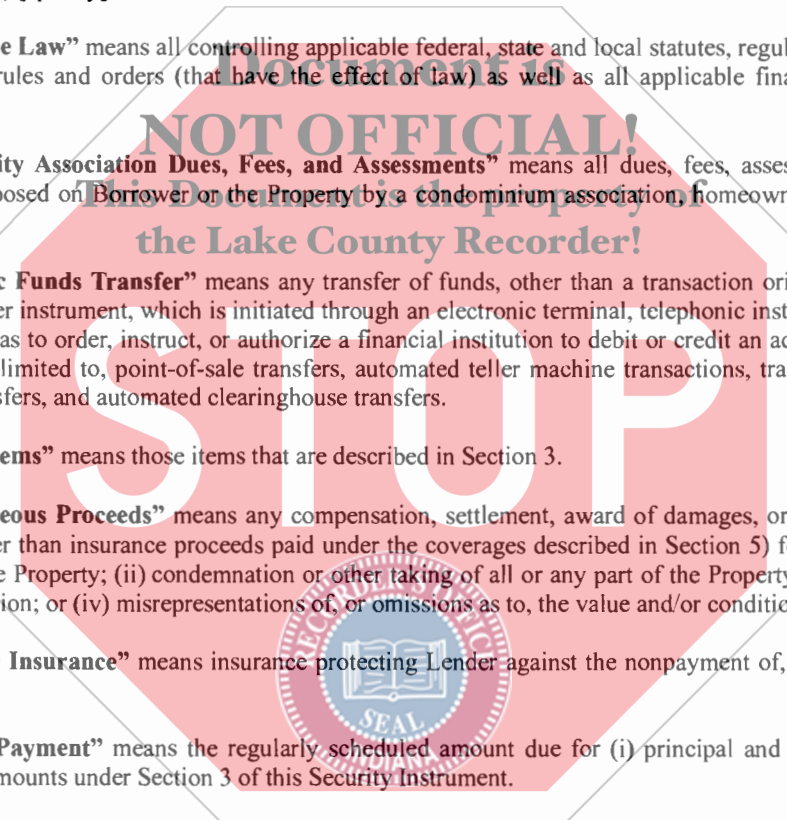 e Law” means all controlling applicable federal, state and local statutes, regul
rules and orders (that have the effect of law) as well as all applicable fina
Document is
NOT OFFICIAL!
ity Association Dues, Fees, and Assessments” means all dues, fees, asses
posed on Borrower or the Property by a condominium association, homeown
This Document is the property of
the Lake County Recorder!
c Funds Transfer” means any transfer of funds, other than a transaction ori
er instrument, which is initiated through an electronic terminal, telephonic inst
as to order, instruct, or authorize a financial institution to debit or credit an ac
limited to, point-of-sale transfers, automated teller machine transactions, tra
sfers, and automated clearinghouse transfers.
STOP
ems” means those items that are described in Section 3.
eous Proceeds” means any compensation, settlement, award of damages, or
er than insurance proceeds paid under the coverages described in Section 5) f
e Property; (ii) condemnation or other taking of all or any part of the Property
ion; or (iv) misrepresentations of, or omissions as to, the value and/or conditio
RECORDER'S OFFICE
Insurance” means insurance protecting Lender against the nonpayment of,
SEAL
INDIANA
Payment” means the regularly scheduled amount due for (i) principal and
mounts under Section 3 of this Security Instrument.